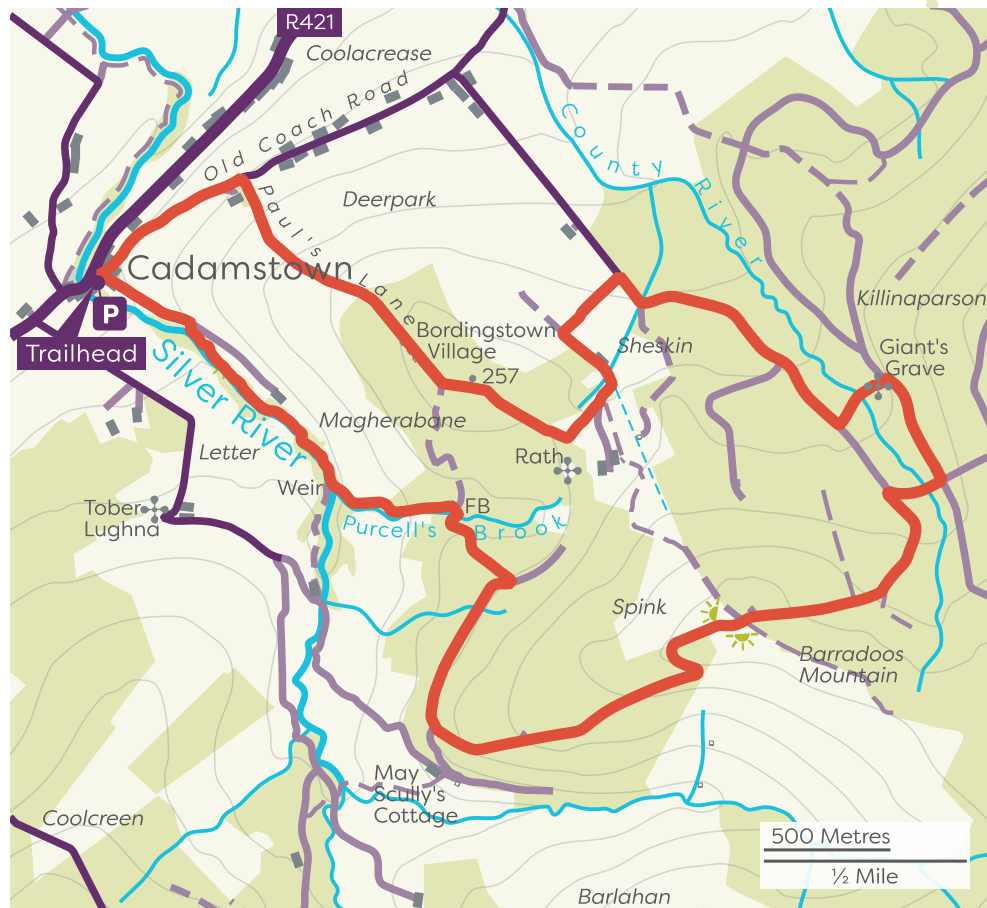 R421
Coolacrease
Old Coach Road
County River
Paul's Lane
Deerpark
Cadamstown
P
Trailhead
Killinaparson
Bordingstown
Village
257
Sheskin
Giant's
Grave
Silver River
Magherabane
Letter
Rath
Weir
FB
Tober
Lughna
Purcell's Brook
Spink
Barradoos
Mountain
May
Scully's
Cottage
Coolcreen
500 Metres
½ Mile
Barlahan